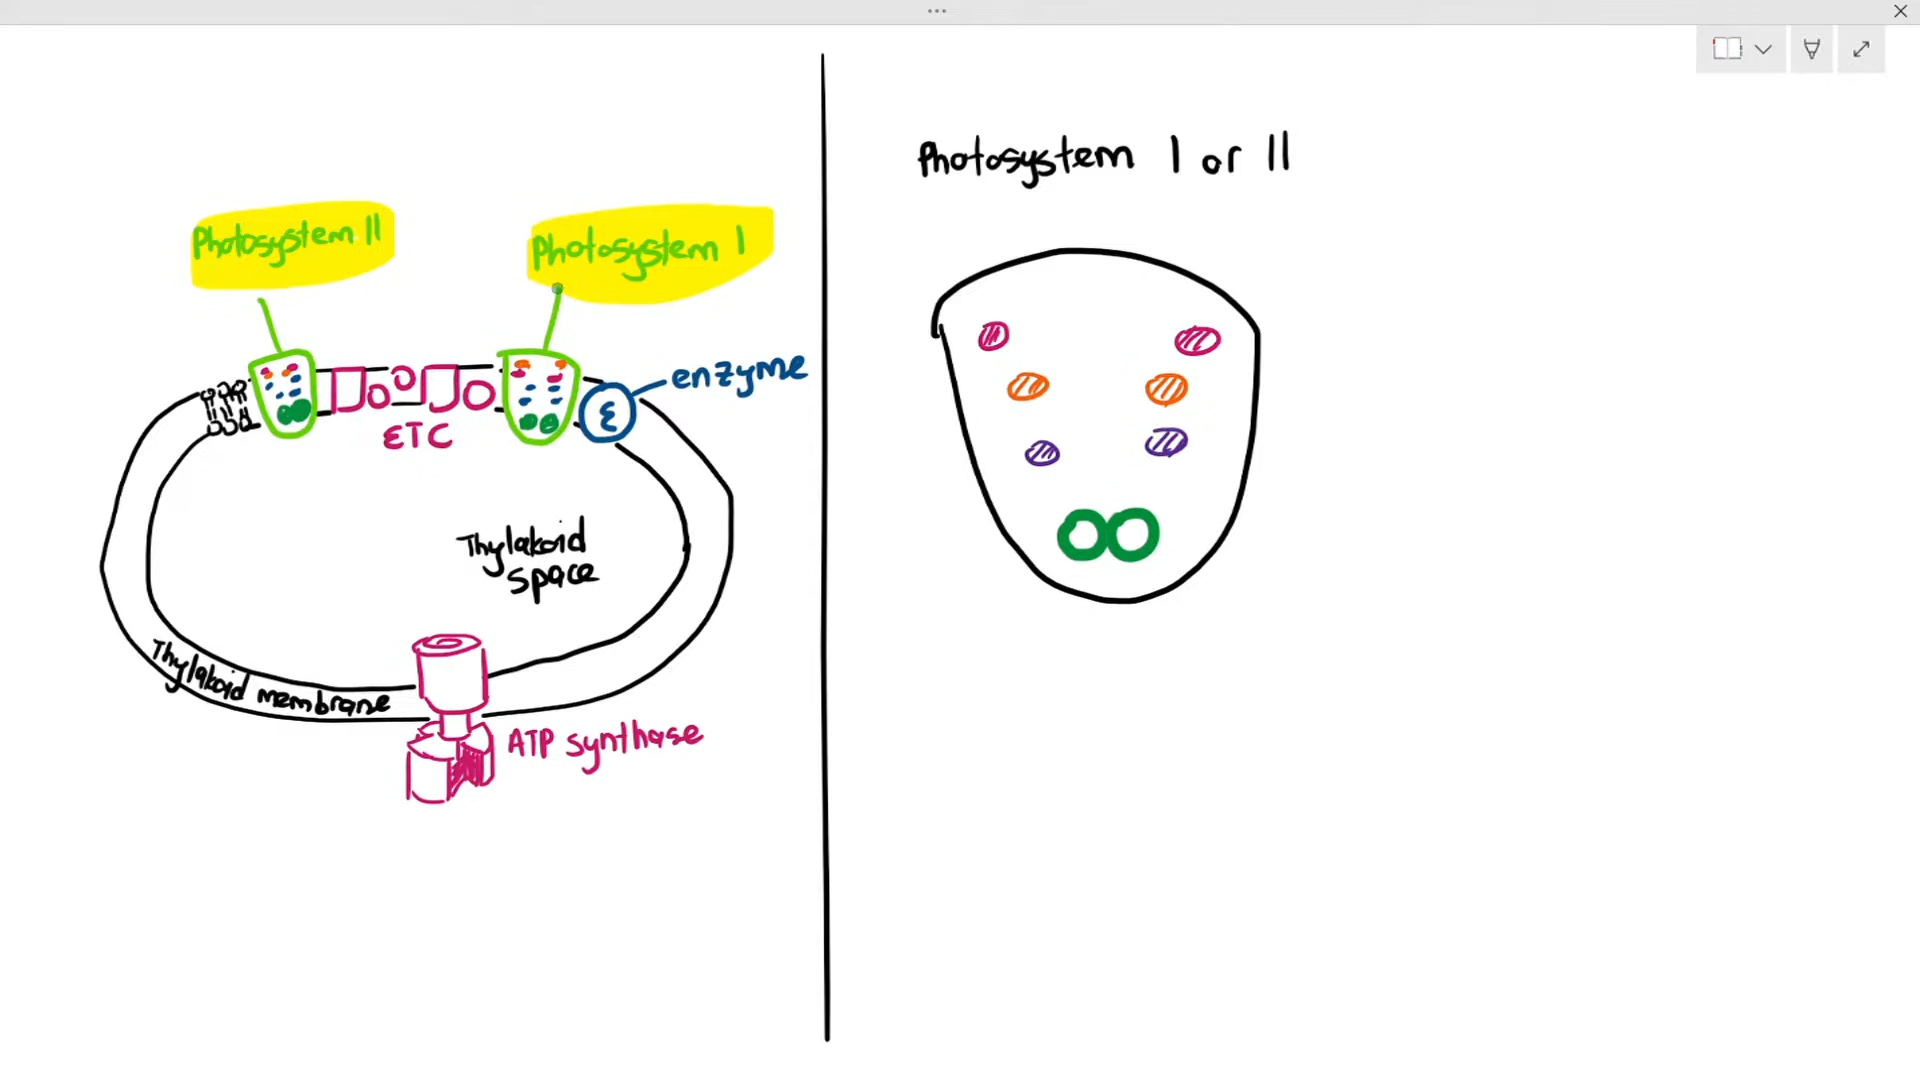 Photosystem I or II
Photosystem II
Photosystem I
enzyme
E
ETC
Thylakoid
space
Thylakoid membrane
ATP synthase